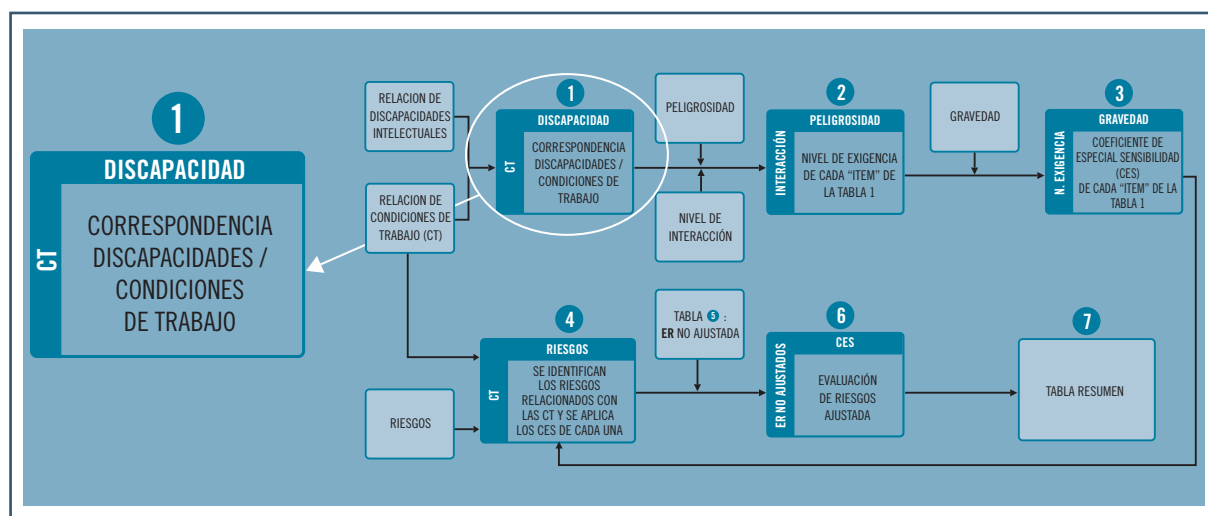 1
DISCAPACIDAD
CT
CORRESPONDENCIA
DISCAPACIDADES /
CONDICIONES
DE TRABAJO
RELACION DE
DISCAPACIDADES
INTELECTUALES
RELACION DE
CONDICIONES DE
TRABAJO (CT)
1
DISCAPACIDAD
CT
CORRESPONDENCIA
DISCAPACIDADES /
CONDICIONES DE
TRABAJO
PELIGROSIDAD
NIVEL DE
INTERACCIÓN
2
PELIGROSIDAD
INTERACCIÓN
NIVEL DE EXIGENCIA
DE CADA “ITEM” DE
LA TABLA 1
GRAVEDAD
3
GRAVEDAD
N. EXIGENCIA
COEFICIENTE DE
ESPECIAL SENSIBILIDAD
(CES)
DE CADA “ITEM” DE LA
TABLA 1
RIESGOS
4
RIESGOS
CT
SE IDENTIFICAN
LOS RIESGOS
RELACIONADOS CON
LAS CT Y SE APLICA
LOS CES DE CADA UNA
TABLA 5 :
ER NO AJUSTADA
6
CES
ER NO AJUSTADOS
EVALUACIÓN
DE RIESGOS
AJUSTADA
7
TABLA RESUMEN